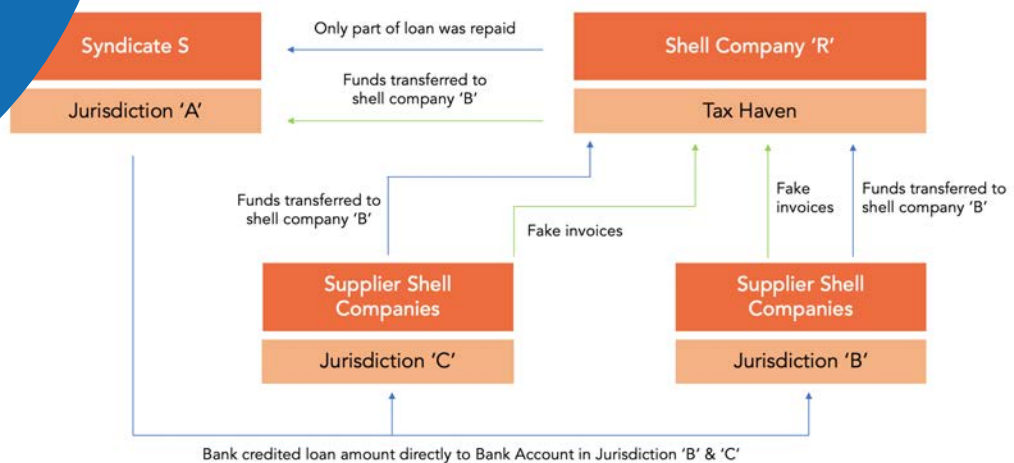 Syndicate S
Only part of loan was repaid
Shell Company ‘R’
Funds transferred to
shell company ‘B’
Jurisdiction ‘A’
Tax Haven
Funds transferred to
shell company ‘B’
Fake invoices
Fake
invoices
Funds transferred to
shell company ‘B’
Supplier Shell
Companies
Supplier Shell
Companies
Jurisdiction ‘C’
Jurisdiction ‘B’
Bank credited loan amount directly to Bank Account in Jurisdiction ‘B’ & ‘C’